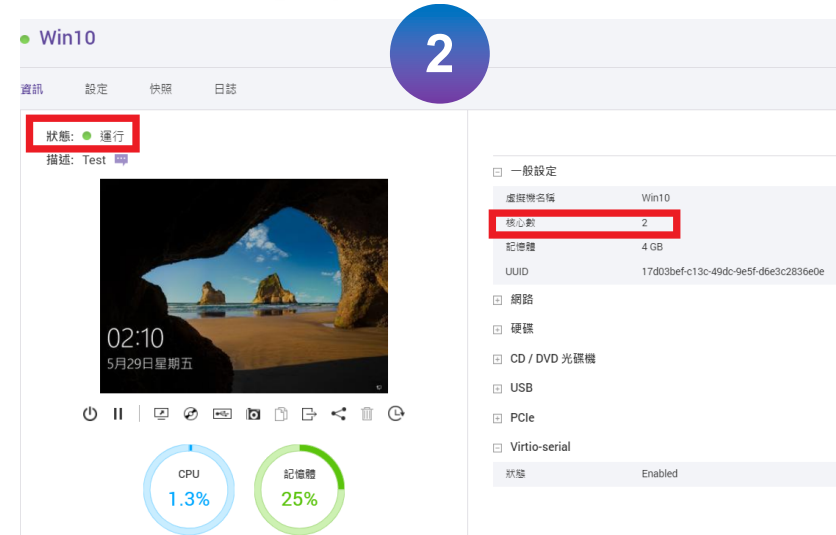 Win10
2
資訊 設定 快照 日誌
狀態: 運行
描述: Test
02:10
5月29日星期五
CPU
1.3%
記憶體
25%
一般設定
虛擬機名稱 Win10
核心數 2
記憶體 4 GB
UUID 17d03bef-c13c-49dc-9e5f-d6e3c2836e0e
網路
硬碟
CD / DVD 光碟機
USB
PCIe
Virtio-serial
狀態 Enabled